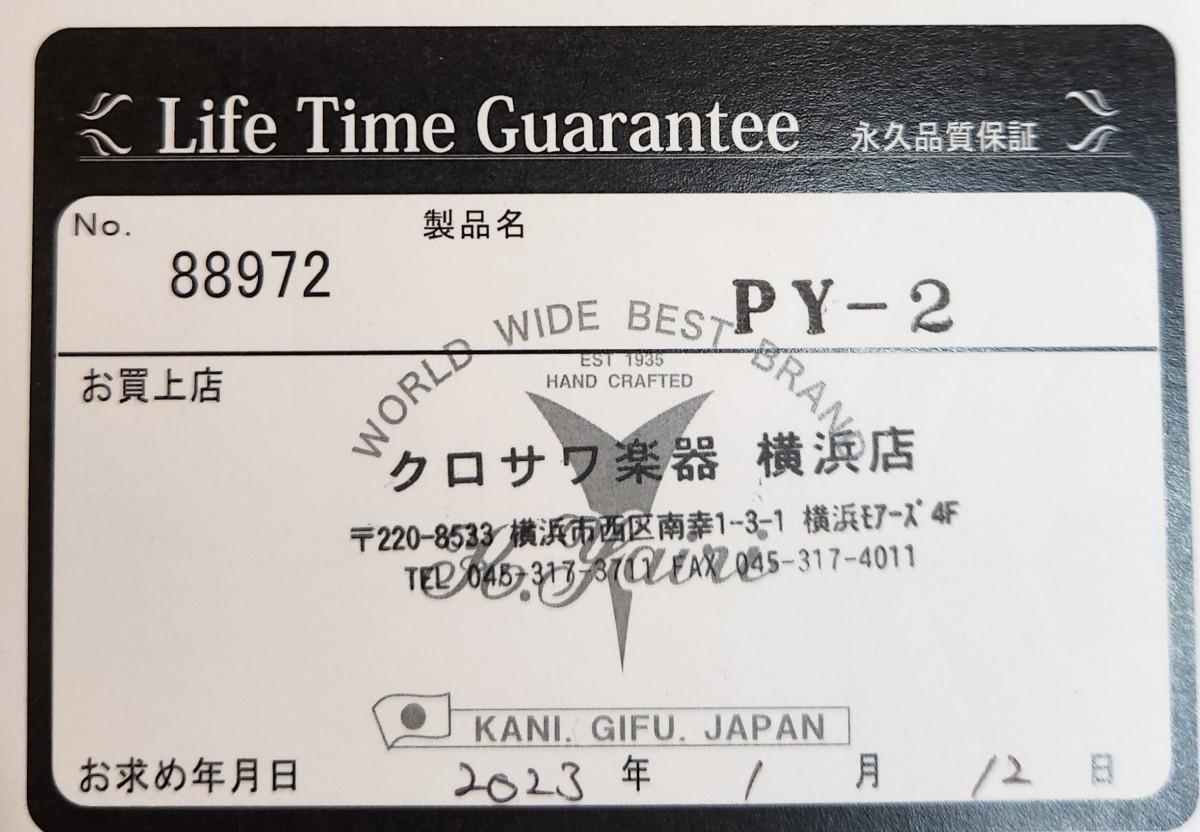 Life Time Guarantee 永久品質保証
No. 製品名
88972 PY-2
WORLD WIDE BEST BRAND
EST 1935
HAND CRAFTED
お買上店
クロサワ楽器 横浜店
〒220-8533 横浜市西区南幸1-3-1 横浜ﾓｱｰｽﾞ 4F
TEL 045-317-3711 FAX 045-317-4011
K.Yairi
KANI. GIFU. JAPAN
お求め年月日 2023 年 1 月 12 日